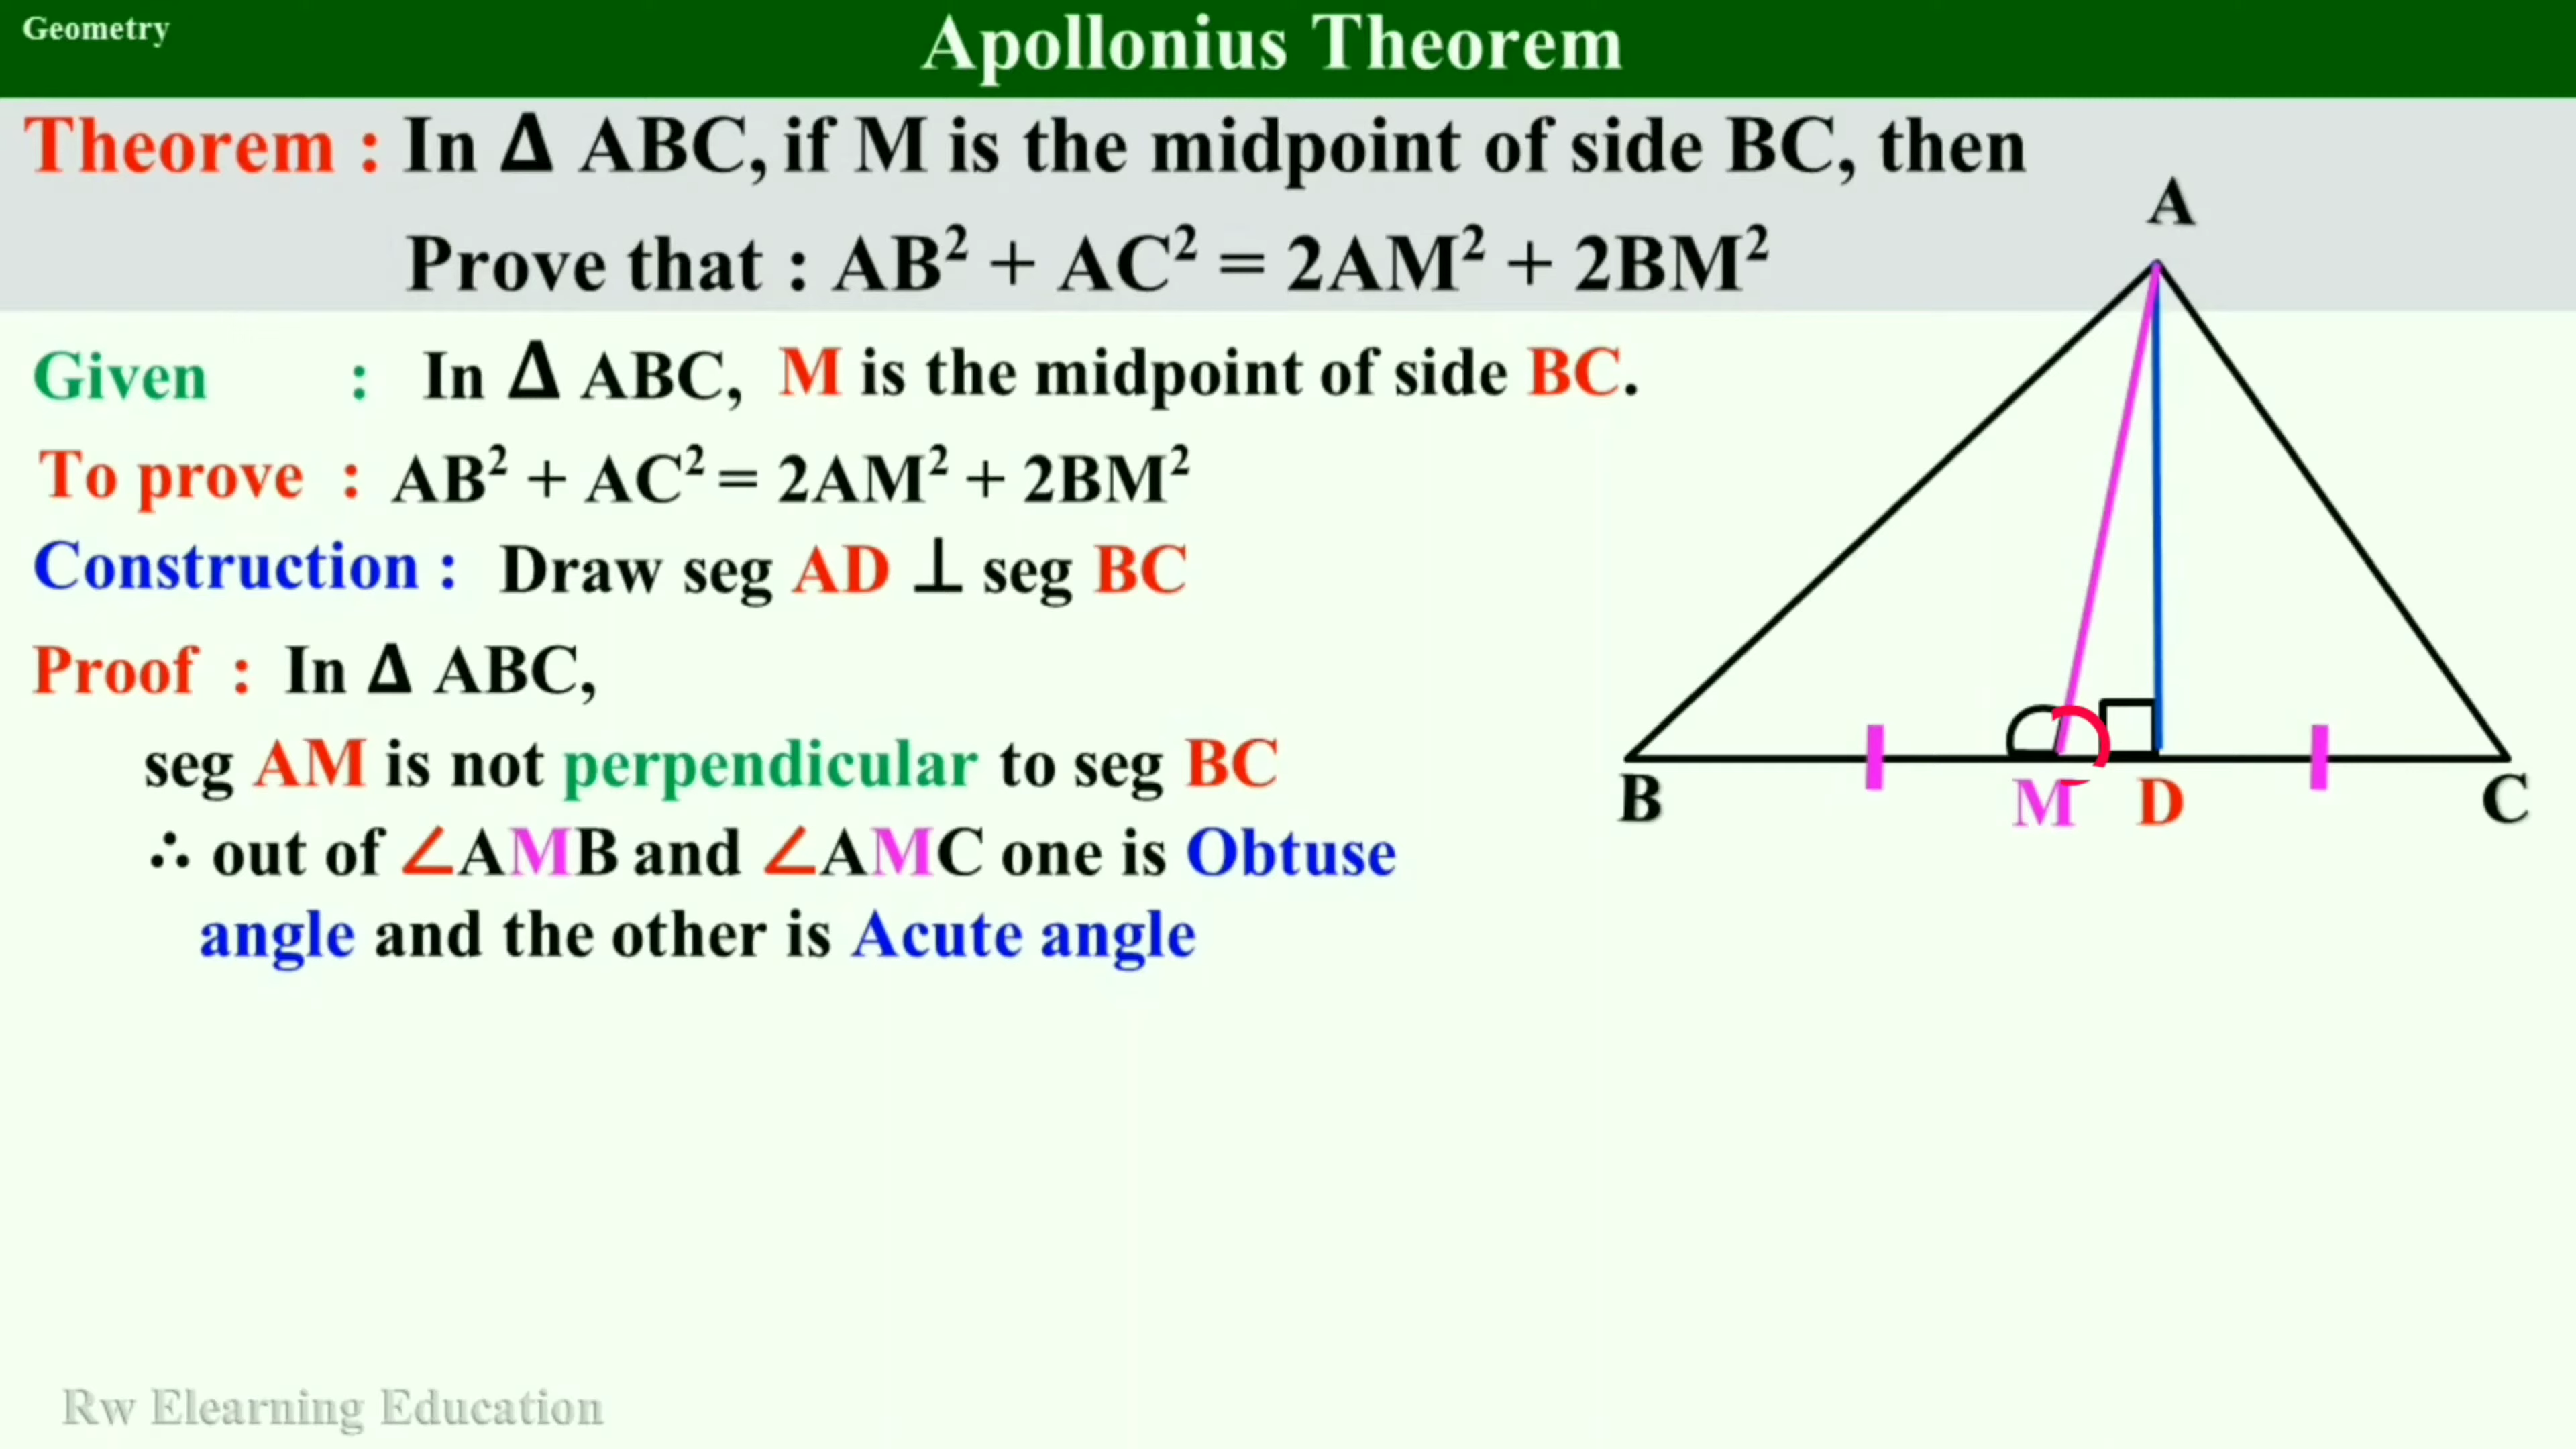 Geometry
Apollonius Theorem
Theorem : In Δ ABC, if M is the midpoint of side BC, then
Prove that : AB² + AC² = 2AM² + 2BM²
Given : In Δ ABC, M is the midpoint of side BC.
To prove : AB² + AC² = 2AM² + 2BM²
Construction : Draw seg AD ⊥ seg BC
Proof : In Δ ABC,
seg AM is not perpendicular to seg BC
∴ out of ∠AMB and ∠AMC one is Obtuse
angle and the other is Acute angle
A
B M D C
Rw Elearning Education